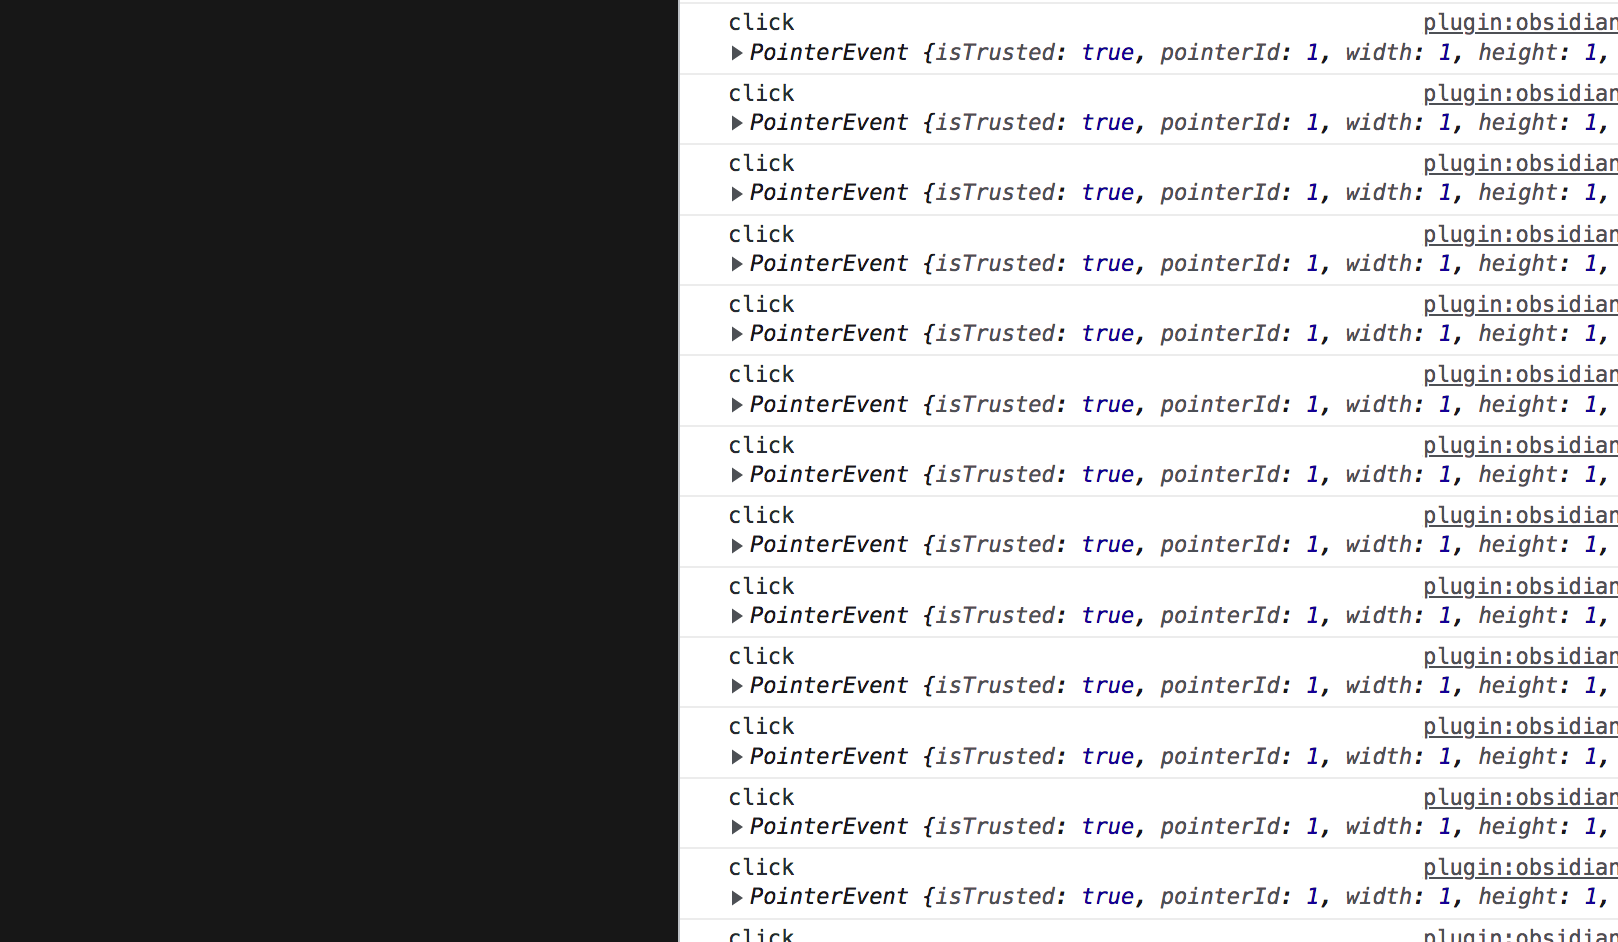 click plugin:obsidian
▶PointerEvent {isTrusted: true, pointerId: 1, width: 1, height: 1,
click plugin:obsidian
▶PointerEvent {isTrusted: true, pointerId: 1, width: 1, height: 1,
click plugin:obsidian
▶PointerEvent {isTrusted: true, pointerId: 1, width: 1, height: 1,
click plugin:obsidian
▶PointerEvent {isTrusted: true, pointerId: 1, width: 1, height: 1,
click plugin:obsidian
▶PointerEvent {isTrusted: true, pointerId: 1, width: 1, height: 1,
click plugin:obsidian
▶PointerEvent {isTrusted: true, pointerId: 1, width: 1, height: 1,
click plugin:obsidian
▶PointerEvent {isTrusted: true, pointerId: 1, width: 1, height: 1,
click plugin:obsidian
▶PointerEvent {isTrusted: true, pointerId: 1, width: 1, height: 1,
click plugin:obsidian
▶PointerEvent {isTrusted: true, pointerId: 1, width: 1, height: 1,
click plugin:obsidian
▶PointerEvent {isTrusted: true, pointerId: 1, width: 1, height: 1,
click plugin:obsidian
▶PointerEvent {isTrusted: true, pointerId: 1, width: 1, height: 1,
click plugin:obsidian
▶PointerEvent {isTrusted: true, pointerId: 1, width: 1, height: 1,
click plugin:obsidian
▶PointerEvent {isTrusted: true, pointerId: 1, width: 1, height: 1,
click plugin:obsidian